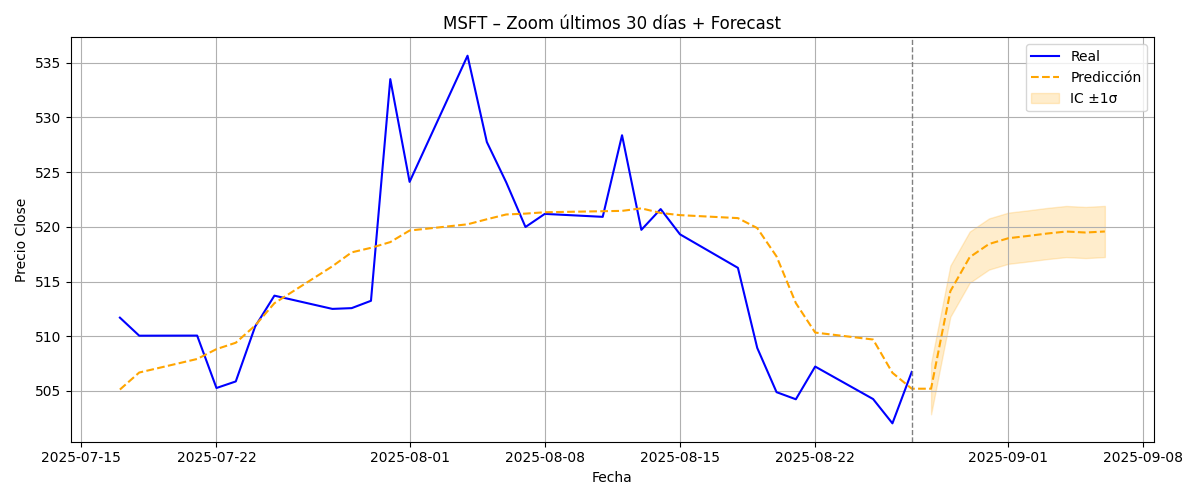 MSFT – Zoom últimos 30 días + Forecast
Real
Predicción
IC ±1σ
Precio Close
535
530
525
520
515
510
505
2025-07-15
2025-07-22
2025-08-01
2025-08-08
2025-08-15
2025-08-22
2025-09-01
2025-09-08
Fecha